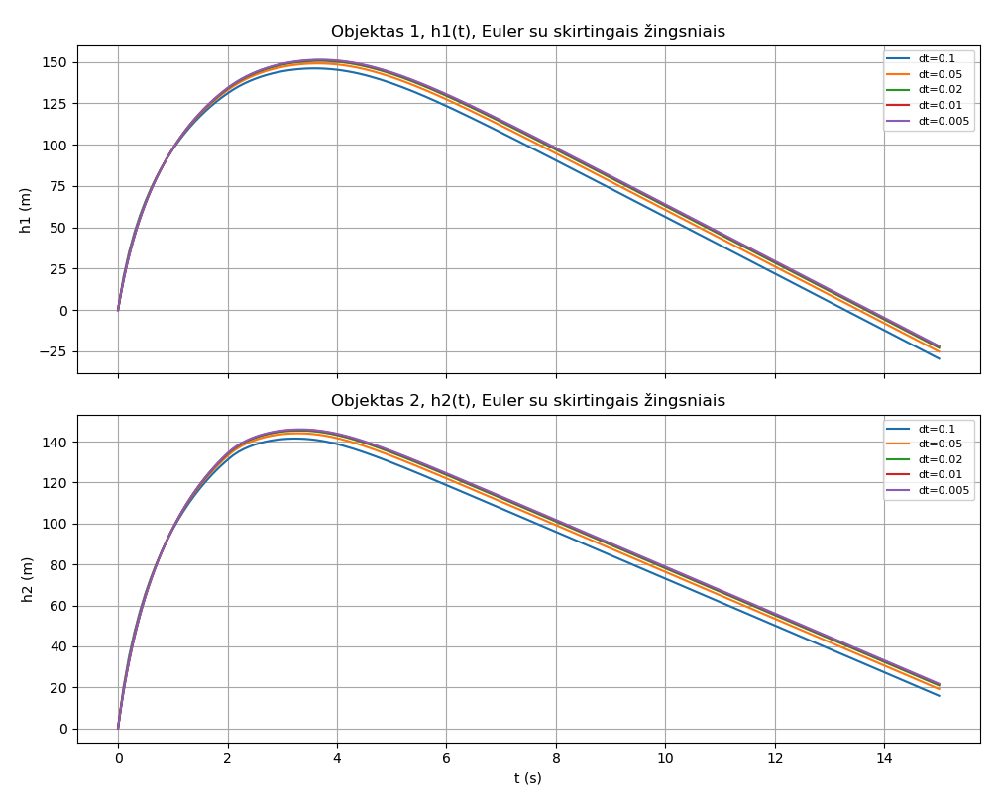 Objektas 1, h1(t), Euler su skirtingais žingsniais
150
125
100
75
50
25
0
−25
h1 (m)
dt=0.1
dt=0.05
dt=0.02
dt=0.01
dt=0.005
Objektas 2, h2(t), Euler su skirtingais žingsniais
140
120
100
80
60
40
20
0
h2 (m)
dt=0.1
dt=0.05
dt=0.02
dt=0.01
dt=0.005
0 2 4 6 8 10 12 14
t (s)